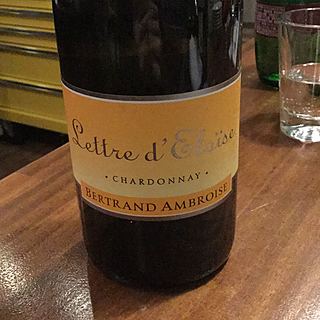 Lettre d'Eloïse
• CHARDONNAY •
BERTRAND AMBROISE